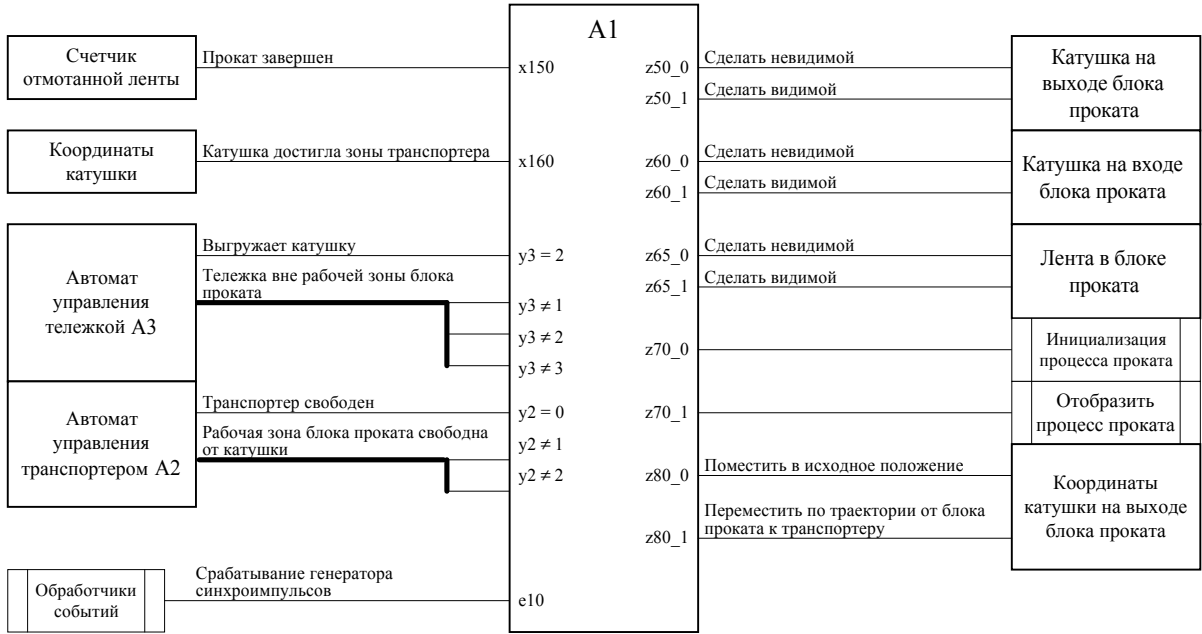 A1
Счетчик
отмотанной ленты
Прокат завершен
x150
Координаты
катушки
Катушка достигла зоны транспортера
x160
Автомат
управления
тележкой А3
Выгружает катушку
y3 = 2
Тележка вне рабочей зоны блока
проката
y3 ≠ 1
y3 ≠ 2
y3 ≠ 3
Автомат
управления
транспортером А2
Транспортер свободен
y2 = 0
Рабочая зона блока проката свободна
от катушки
y2 ≠ 1
y2 ≠ 2
Обработчики
событий
Срабатывание генератора
синхроимпульсов
e10
z50_0
Сделать невидимой
z50_1
Сделать видимой
Катушка на
выходе блока
проката
z60_0
Сделать невидимой
z60_1
Сделать видимой
Катушка на входе
блока проката
z65_0
Сделать невидимой
z65_1
Сделать видимой
Лента в блоке
проката
z70_0
Инициализация
процесса проката
z70_1
Отобразить
процесс проката
z80_0
Поместить в исходное положение
z80_1
Переместить по траектории от блока
проката к транспортеру
Координаты
катушки на выходе
блока проката